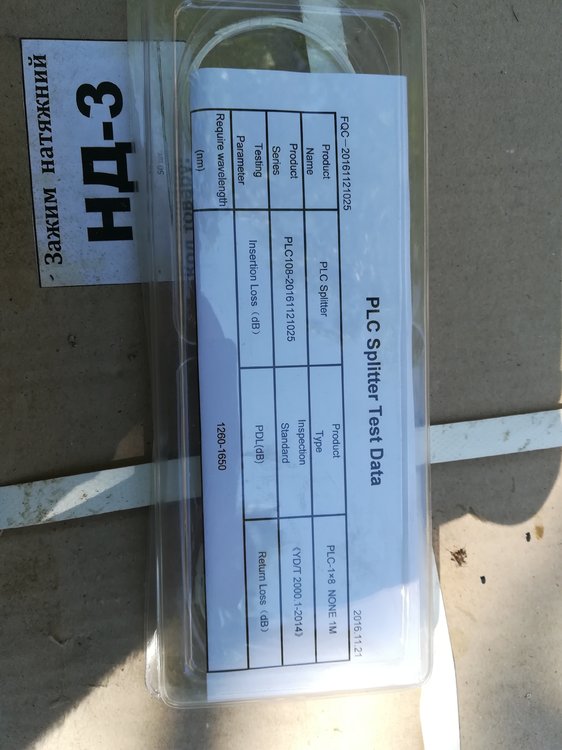 PLC Splitter Test Data
FQC－20161121025
2016.11.21
Product Name
PLC Splitter
Product Type
PLC-1×8 NONE 1M
Product Series
PLC108-20161121025
Inspection Standard
《YD/T 2000.1-2014》
Testing Parameter
Insertion Loss（dB）
PDL(dB)
Return Loss（dB）
Require wavelength (nm)
1260-1650
НД-3
Зажим натяжний